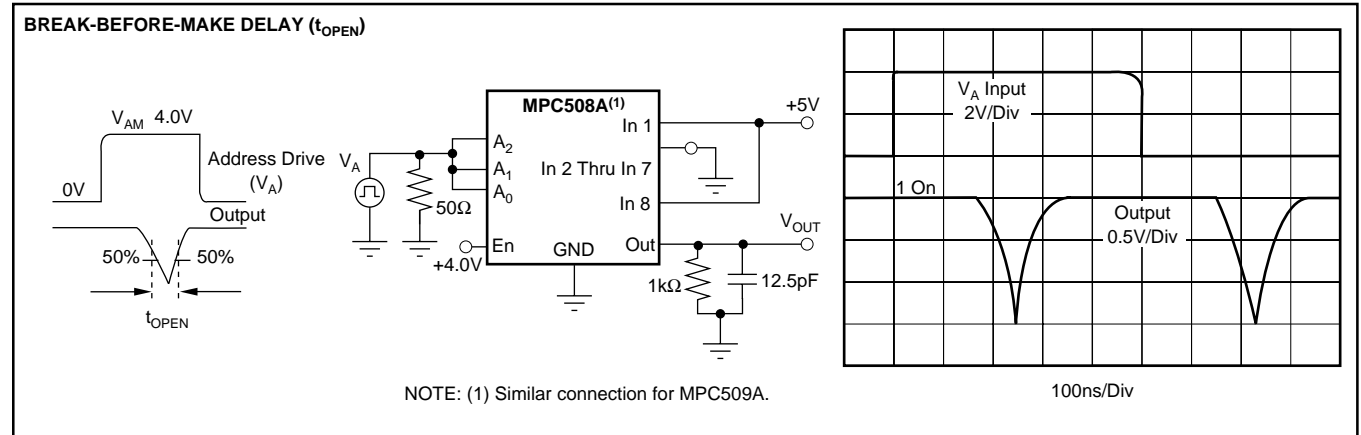 BREAK-BEFORE-MAKE DELAY (tOPEN)
VAM 4.0V
0V
Address Drive
(VA)
Output
50%
50%
tOPEN
VA
50Ω
+4.0V
MPC508A(1)
A2
A1
A0
En
GND
In 1
In 2 Thru In 7
In 8
Out
+5V
VOUT
1kΩ
12.5pF
VA Input
2V/Div
1 On
Output
0.5V/Div
100ns/Div
NOTE: (1) Similar connection for MPC509A.